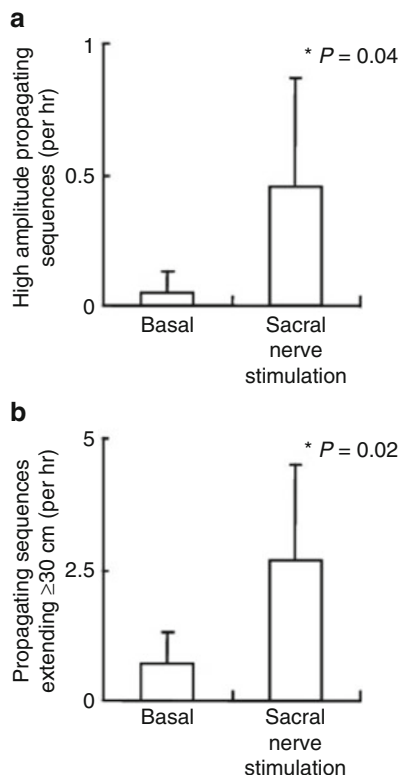 a
High amplitude propagating
sequences (per hr)
1
0.5
0
* P = 0.04
Basal
Sacral
nerve
stimulation
b
Propagating sequences
extending ≥30 cm (per hr)
5
2.5
0
* P = 0.02
Basal
Sacral
nerve
stimulation